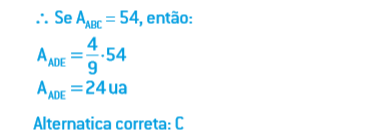 ∴ Se A_ABC = 54, então:
A_ADE = 4/9 · 54
A_ADE = 24 ua
Alternatica correta: C